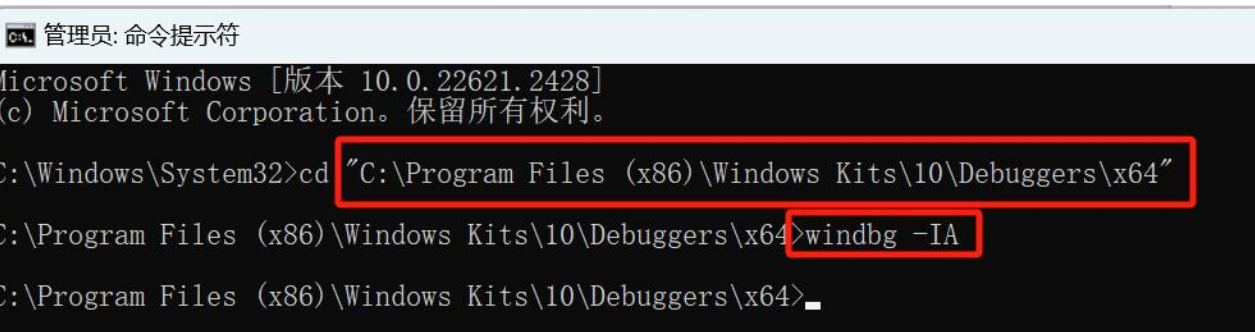 管理员: 命令提示符
Microsoft Windows [版本 10.0.22621.2428]
(c) Microsoft Corporation。保留所有权利。
C:\Windows\System32>cd "C:\Program Files (x86)\Windows Kits\10\Debuggers\x64"
C:\Program Files (x86)\Windows Kits\10\Debuggers\x64>windbg -IA
C:\Program Files (x86)\Windows Kits\10\Debuggers\x64>